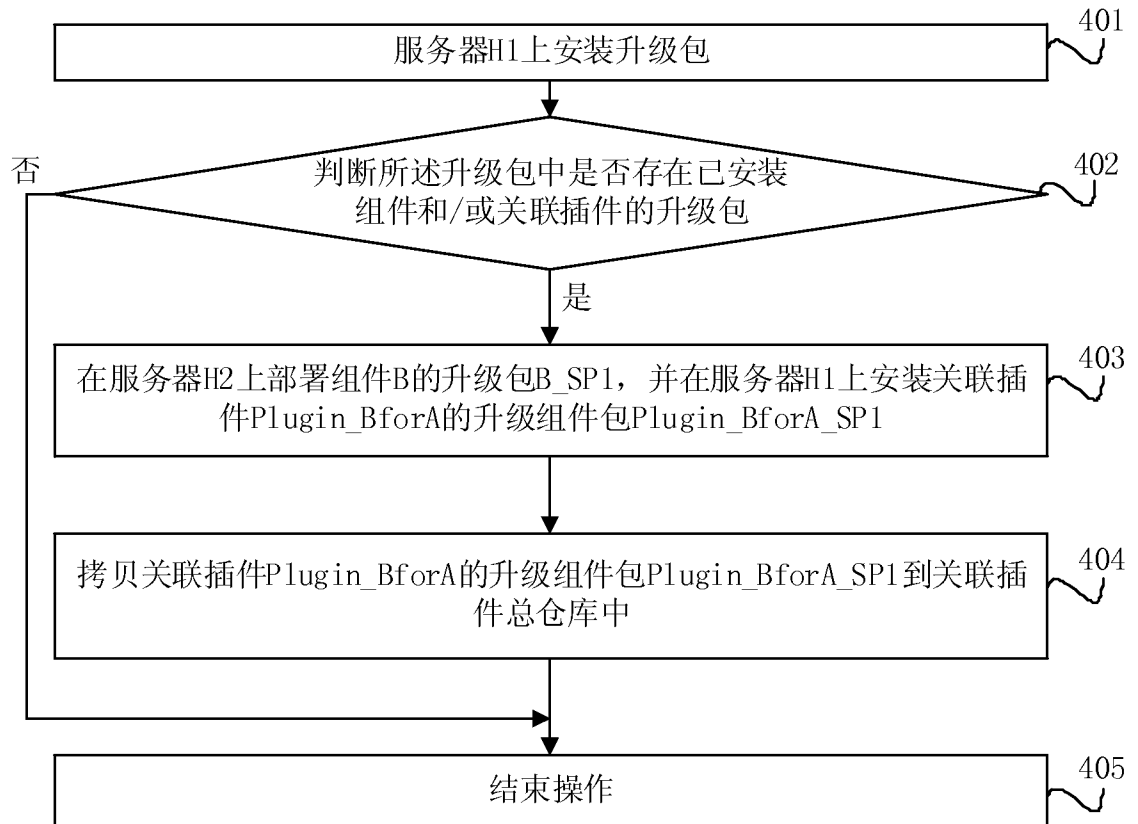 401
服务器H1上安装升级包
否
判断所述升级包中是否存在已安装
组件和/或关联插件的升级包
402
是
403
在服务器H2上部署组件B的升级包B_SP1，并在服务器H1上安装关联插
件Plugin_BforA的升级组件包Plugin_BforA_SP1
404
拷贝关联插件Plugin_BforA的升级组件包Plugin_BforA_SP1到关联插
件总仓库中
405
结束操作